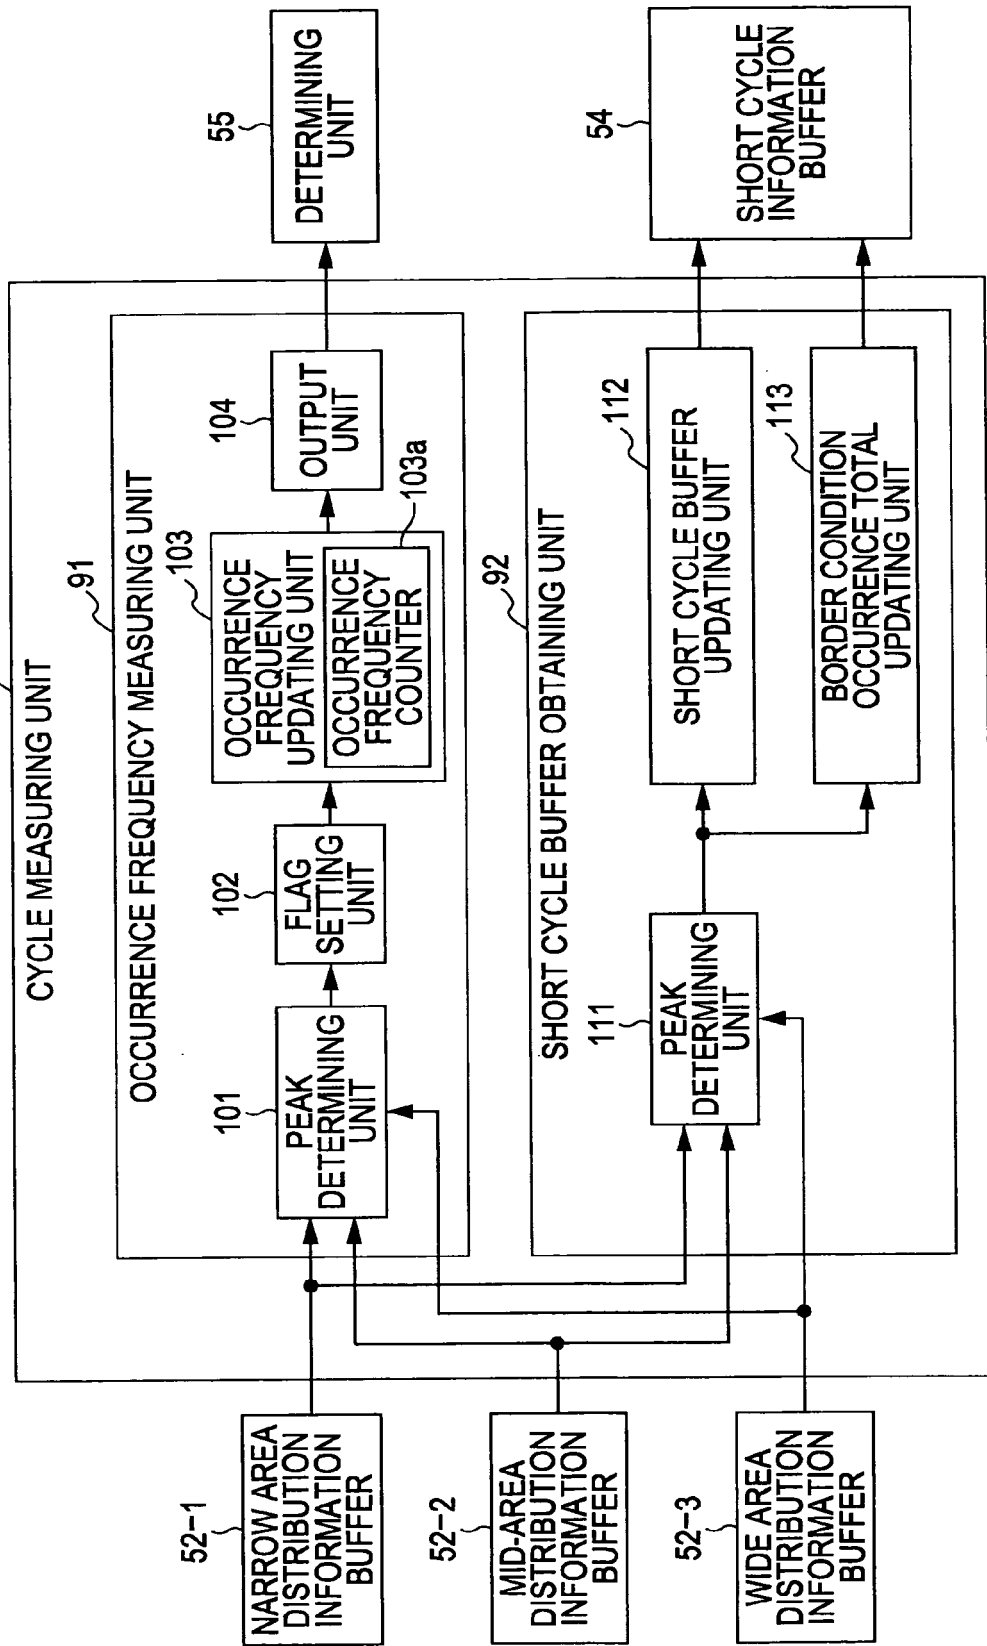 CYCLE MEASURING UNIT
91
OCCURRENCE FREQUENCY MEASURING UNIT
52-1
NARROW AREA
DISTRIBUTION
INFORMATION
BUFFER
101
PEAK
DETERMINING
UNIT
102
FLAG
SETTING
UNIT
103
OCCURRENCE
FREQUENCY
UPDATING UNIT
OCCURRENCE
FREQUENCY
COUNTER
103a
104
OUTPUT
UNIT
55
DETERMINING
UNIT
52-2
MID-AREA
DISTRIBUTION
INFORMATION
BUFFER
92
SHORT CYCLE BUFFER OBTAINING UNIT
52-3
WIDE AREA
DISTRIBUTION
INFORMATION
BUFFER
111
PEAK
DETERMINING
UNIT
112
SHORT CYCLE BUFFER
UPDATING UNIT
113
BORDER CONDITION
OCCURRENCE TOTAL
UPDATING UNIT
54
SHORT CYCLE
INFORMATION
BUFFER